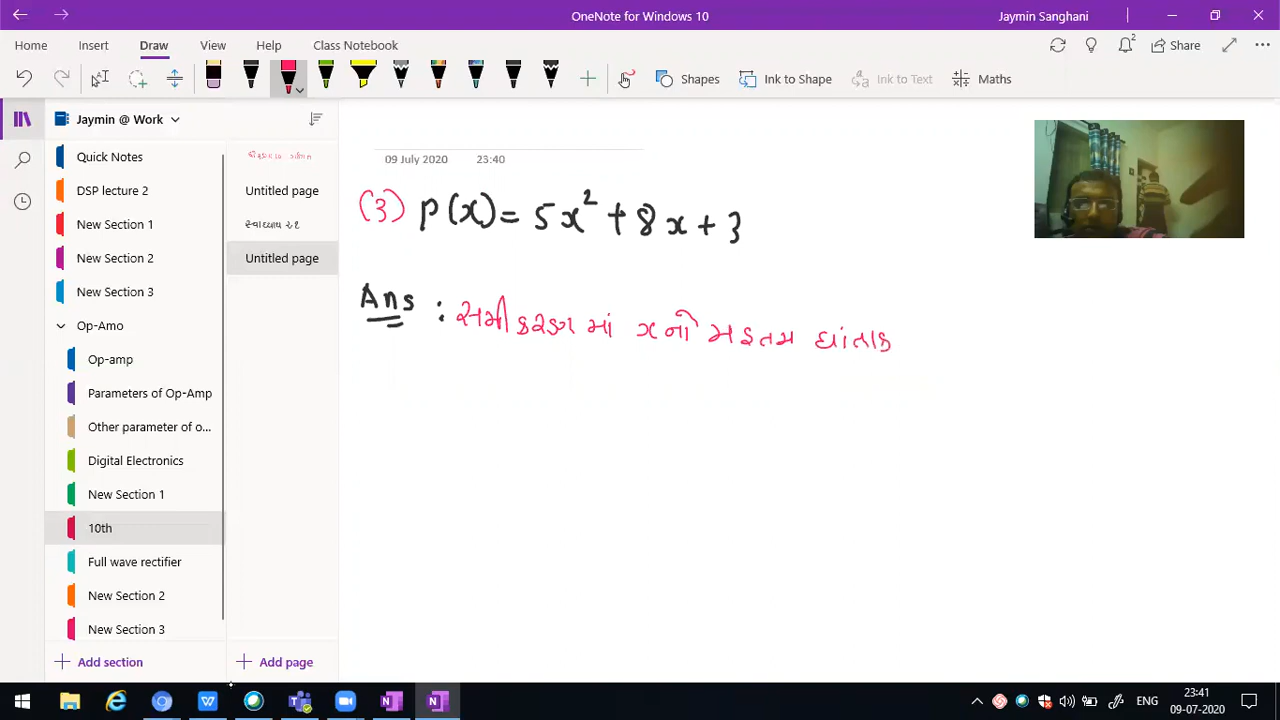 OneNote for Windows 10
Jaymin Sanghani
Home Insert Draw View Help Class Notebook
Share
Shapes
Ink to Shape
Ink to Text
Maths
Jaymin @ Work
Quick Notes
DSP lecture 2
New Section 1
New Section 2
New Section 3
Op-Amo
Op-amp
Parameters of Op-Amp
Other parameter of o...
Digital Electronics
New Section 1
10th
Full wave rectifier
New Section 2
New Section 3
Add section
Untitled page
સ્વાધ્યાય ૨.૧
Untitled page
Add page
09 July 2020 23:40
(3) p(x) = 5x² + 8x + 3
Ans : સમીકરણ માં xની મહતમ ઘાંતાક
ENG
23:41
09-07-2020